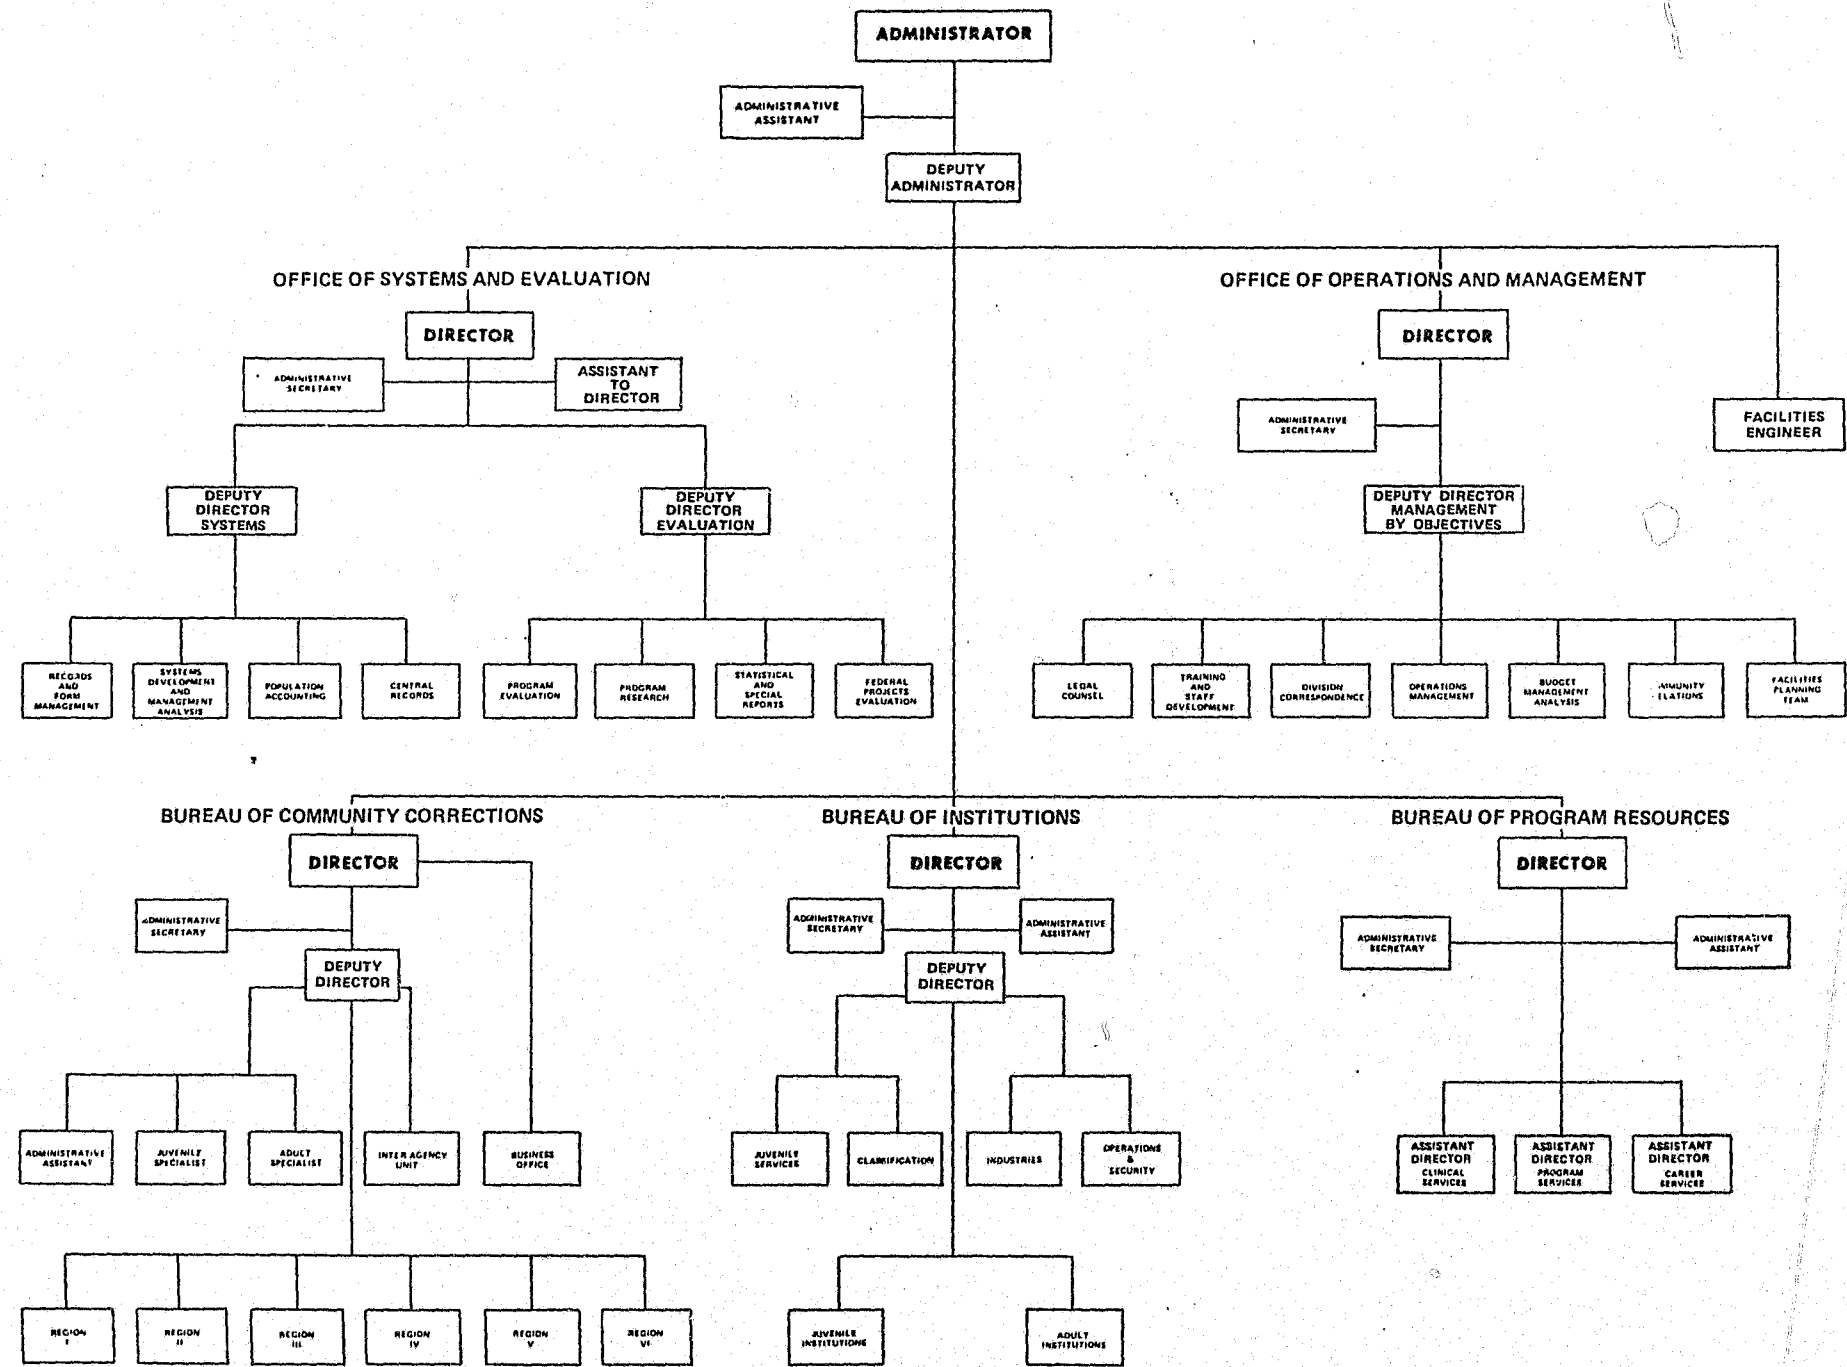 ADMINISTRATOR
ADMINISTRATIVE
ASSISTANT
DEPUTY
ADMINISTRATOR
OFFICE OF SYSTEMS AND EVALUATION
DIRECTOR
ADMINISTRATIVE
SECRETARY
ASSISTANT
TO
DIRECTOR
DEPUTY
DIRECTOR
SYSTEMS
DEPUTY
DIRECTOR
EVALUATION
RECORDS
AND
FORM
MANAGEMENT
SYSTEMS
DEVELOPMENT
AND
MANAGEMENT
ANALYSIS
POPULATION
ACCOUNTING
CENTRAL
RECORDS
PROGRAM
EVALUATION
PROGRAM
RESEARCH
STATISTICAL
AND
SPECIAL
REPORTS
FEDERAL
PROJECTS
EVALUATION
OFFICE OF OPERATIONS AND MANAGEMENT
DIRECTOR
ADMINISTRATIVE
SECRETARY
FACILITIES
ENGINEER
DEPUTY DIRECTOR
MANAGEMENT
BY OBJECTIVES
LEGAL
COUNSEL
TRAINING
AND
STAFF
DEVELOPMENT
DIVISION
CORRESPONDENCE
OPERATIONS
MANAGEMENT
BUDGET
MANAGEMENT
ANALYSIS
MMUNITY
ELATIONS
FACILITIES
PLANNING
TEAM
BUREAU OF COMMUNITY CORRECTIONS
DIRECTOR
ADMINISTRATIVE
SECRETARY
DEPUTY
DIRECTOR
ADMINISTRATIVE
ASSISTANT
JUVENILE
SPECIALIST
ADULT
SPECIALIST
INTER AGENCY
UNIT
BUSINESS
OFFICE
REGION
I
REGION
II
REGION
III
REGION
IV
REGION
V
REGION
VI
BUREAU OF INSTITUTIONS
DIRECTOR
ADMINISTRATIVE
SECRETARY
ADMINISTRATIVE
ASSISTANT
DEPUTY
DIRECTOR
JUVENILE
SERVICES
CLASSIFICATION
INDUSTRIES
OPERATIONS
&
SECURITY
JUVENILE
INSTITUTIONS
ADULT
INSTITUTIONS
BUREAU OF PROGRAM RESOURCES
DIRECTOR
ADMINISTRATIVE
SECRETARY
ADMINISTRATIVE
ASSISTANT
ASSISTANT
DIRECTOR
CLINICAL
SERVICES
ASSISTANT
DIRECTOR
PROGRAM
SERVICES
ASSISTANT
DIRECTOR
CAREER
SERVICES